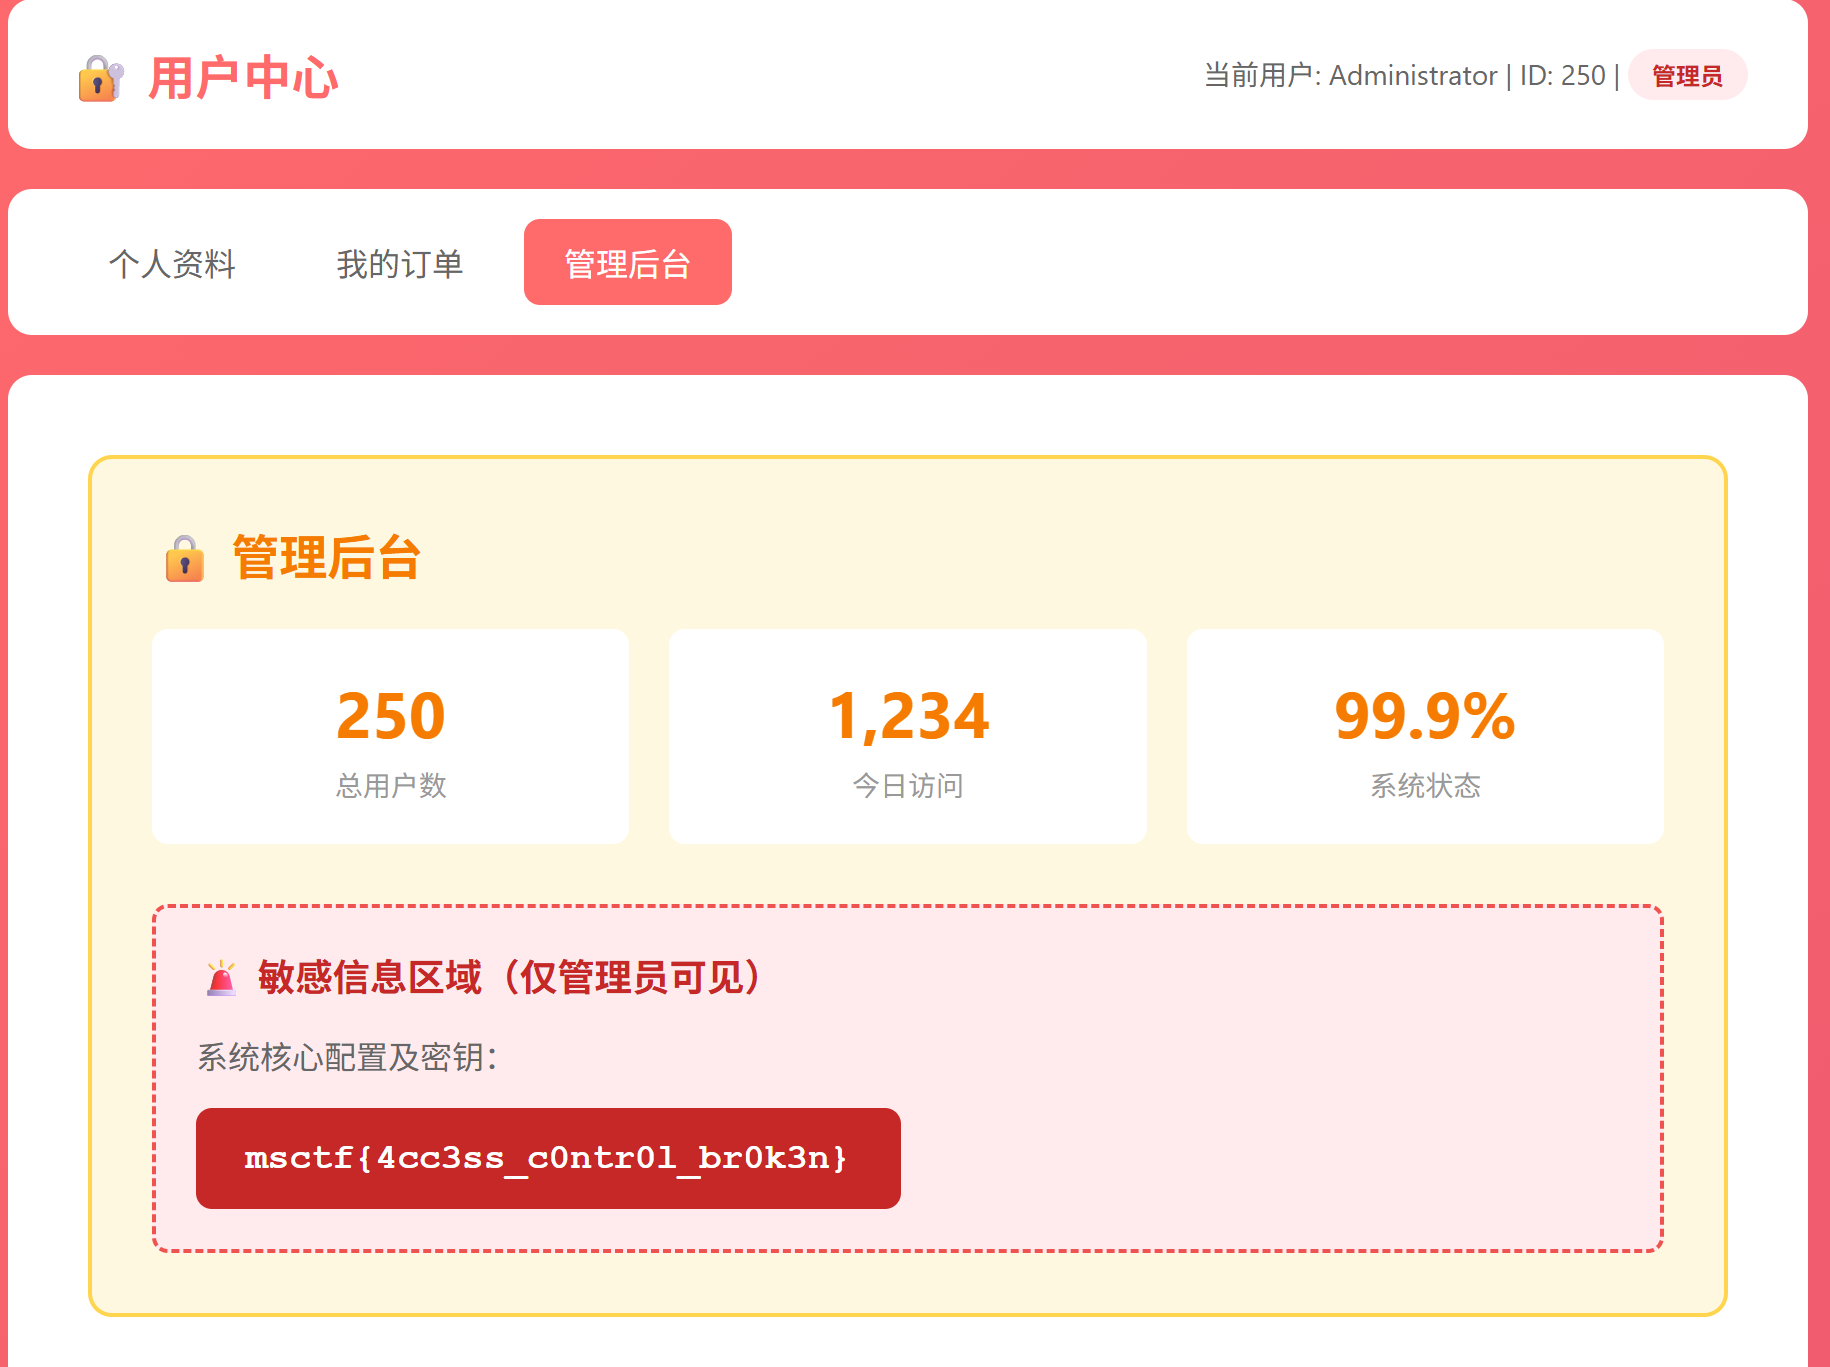 用户中心
当前用户: Administrator | ID: 250 | 管理员
个人资料 我的订单 管理后台
管理后台
250 1,234 99.9%
总用户数 今日访问 系统状态
敏感信息区域（仅管理员可见）
系统核心配置及密钥：
msctf{4cc3ss_c0ntr0l_br0k3n}